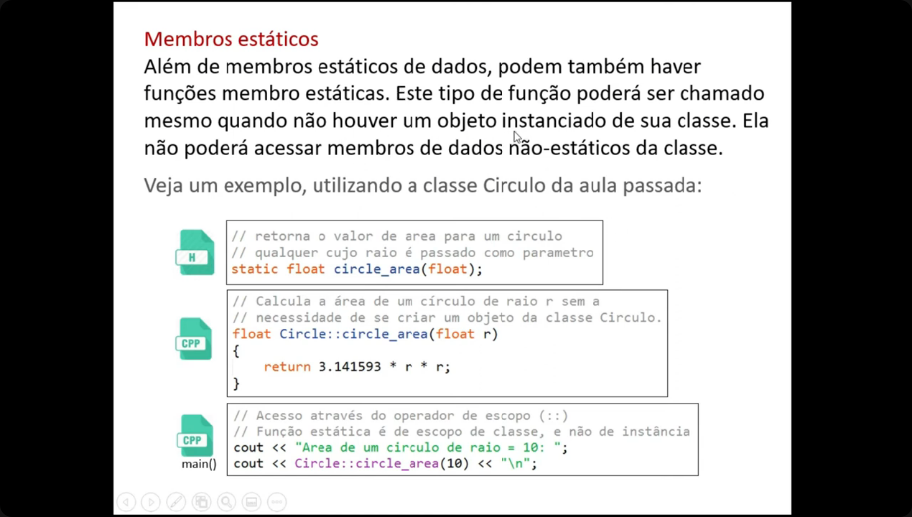 Membros estáticos
Além de membros estáticos de dados, podem também haver
funções membro estáticas. Este tipo de função poderá ser chamado
mesmo quando não houver um objeto instanciado de sua classe. Ela
não poderá acessar membros de dados não-estáticos da classe.
Veja um exemplo, utilizando a classe Circulo da aula passada:
H
// retorna o valor de area para um circulo
// qualquer cujo raio é passado como parametro
static float circle_area(float);
CPP
// Calcula a área de um círculo de raio r sem a
// necessidade de se criar um objeto da classe Circulo.
float Circle::circle_area(float r)
{
return 3.141593 * r * r;
}
CPP
main()
// Acesso através do operador de escopo (::)
// Função estática é de escopo de classe, e não de instância
cout << "Area de um circulo de raio = 10: ";
cout << Circle::circle_area(10) << "\n";